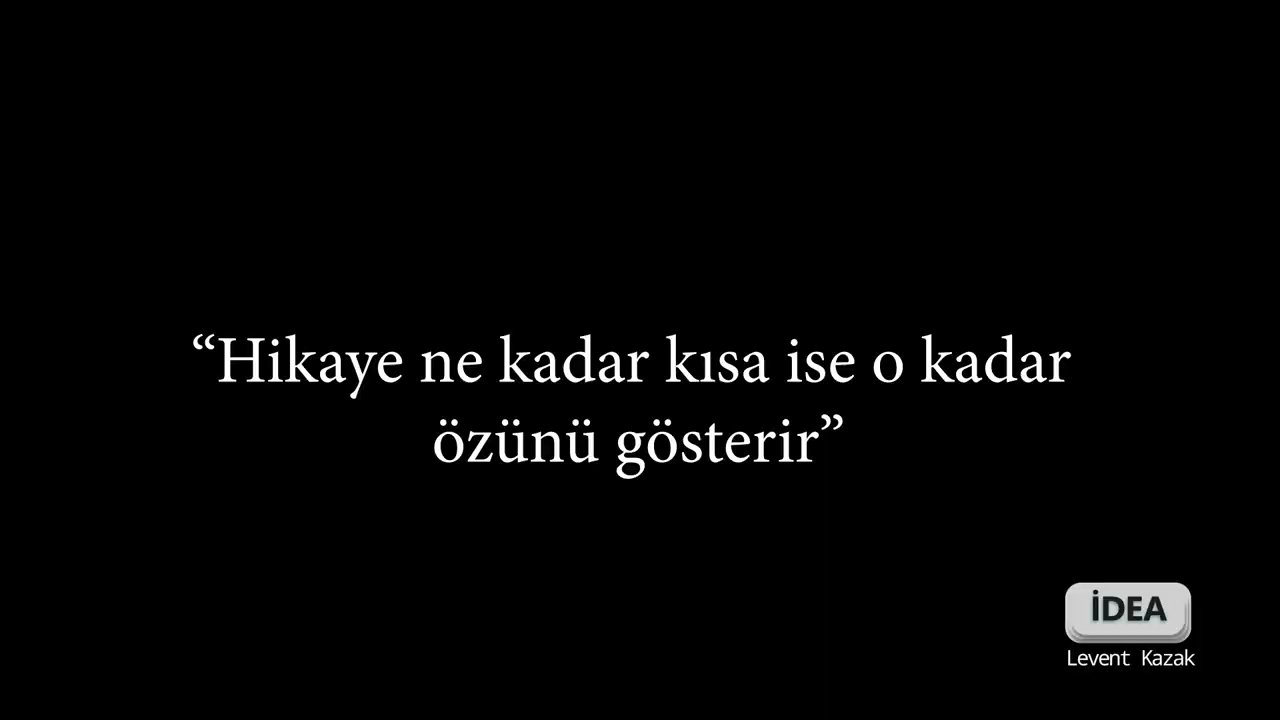 “Hikaye ne kadar kısa ise o kadar
özünü gösterir”
İDEA
Levent Kazak